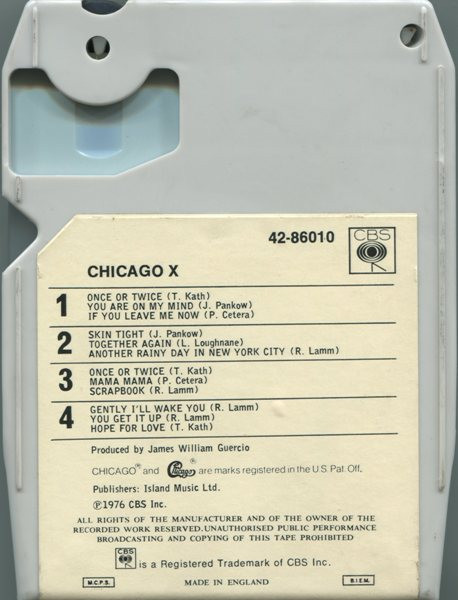 42-86010
CBS
CHICAGO X
1 ONCE OR TWICE (T. Kath)
YOU ARE ON MY MIND (J. Pankow)
IF YOU LEAVE ME NOW (P. Cetera)
2 SKIN TIGHT (J. Pankow)
TOGETHER AGAIN (L. Loughnane)
ANOTHER RAINY DAY IN NEW YORK CITY (R. Lamm)
3 ONCE OR TWICE (T. Kath)
MAMA MAMA (P. Cetera)
SCRAPBOOK (R. Lamm)
4 GENTLY I'LL WAKE YOU (R. Lamm)
YOU GET IT UP (R. Lamm)
HOPE FOR LOVE (T. Kath)
Produced by James William Guercio
CHICAGO® and Chicago® are marks registered in the U.S. Pat. Off.
Publishers: Island Music Ltd.
℗1976 CBS Inc.
ALL RIGHTS OF THE MANUFACTURER AND OF THE OWNER OF THE
RECORDED WORK RESERVED. UNAUTHORISED PUBLIC PERFORMANCE
BROADCASTING AND COPYING OF THIS TAPE PROHIBITED
CBS is a Registered Trademark of CBS Inc.
M.C.P.S. MADE IN ENGLAND B.I.E.M.